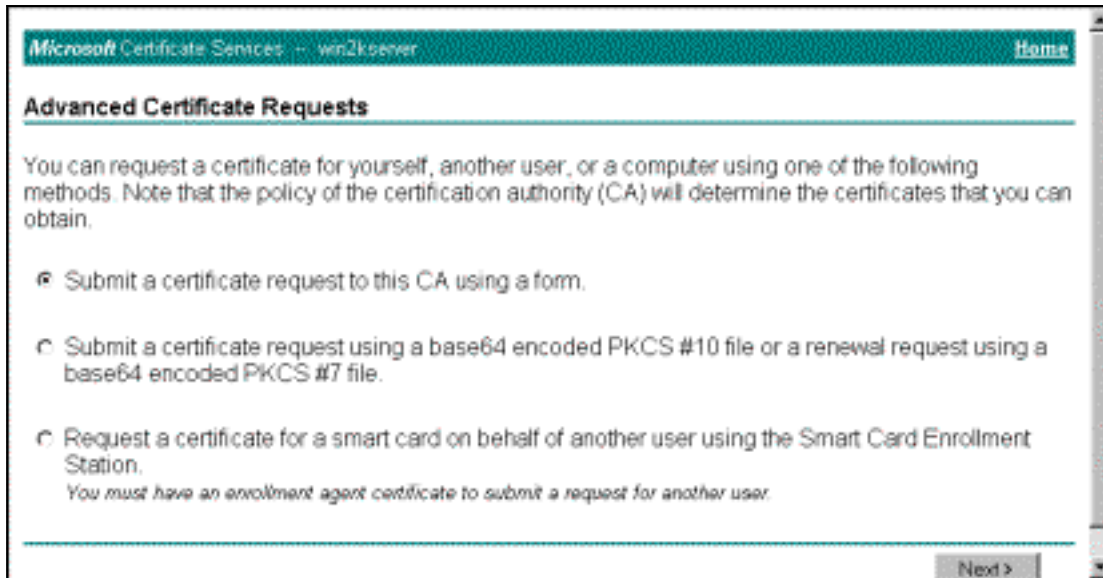 Microsoft Certificate Services -- win2kserver Home
Advanced Certificate Requests
You can request a certificate for yourself, another user, or a computer using one of the following
methods. Note that the policy of the certification authority (CA) will determine the certificates that you can
obtain.
Submit a certificate request to this CA using a form.
Submit a certificate request using a base64 encoded PKCS #10 file or a renewal request using a
base64 encoded PKCS #7 file.
Request a certificate for a smart card on behalf of another user using the Smart Card Enrollment
Station.
You must have an enrollment agent certificate to submit a request for another user.
Next >